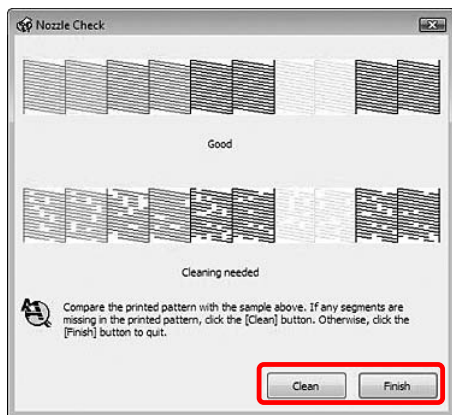 Nozzle Check
Good
Cleaning needed
Compare the printed pattern with the sample above. If any segments are
missing in the printed pattern, click the [Clean] button. Otherwise, click the
[Finish] button to quit.
Clean Finish